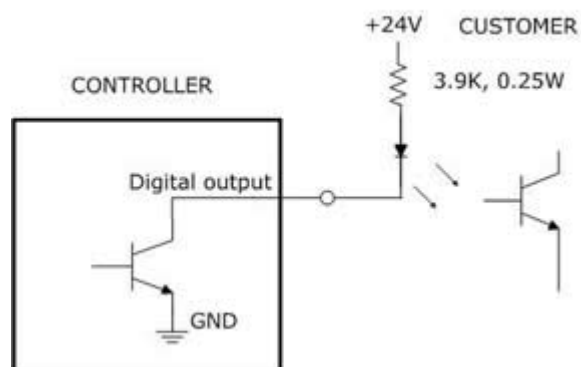 +24V CUSTOMER
3.9K, 0.25W
CONTROLLER
Digital output
GND